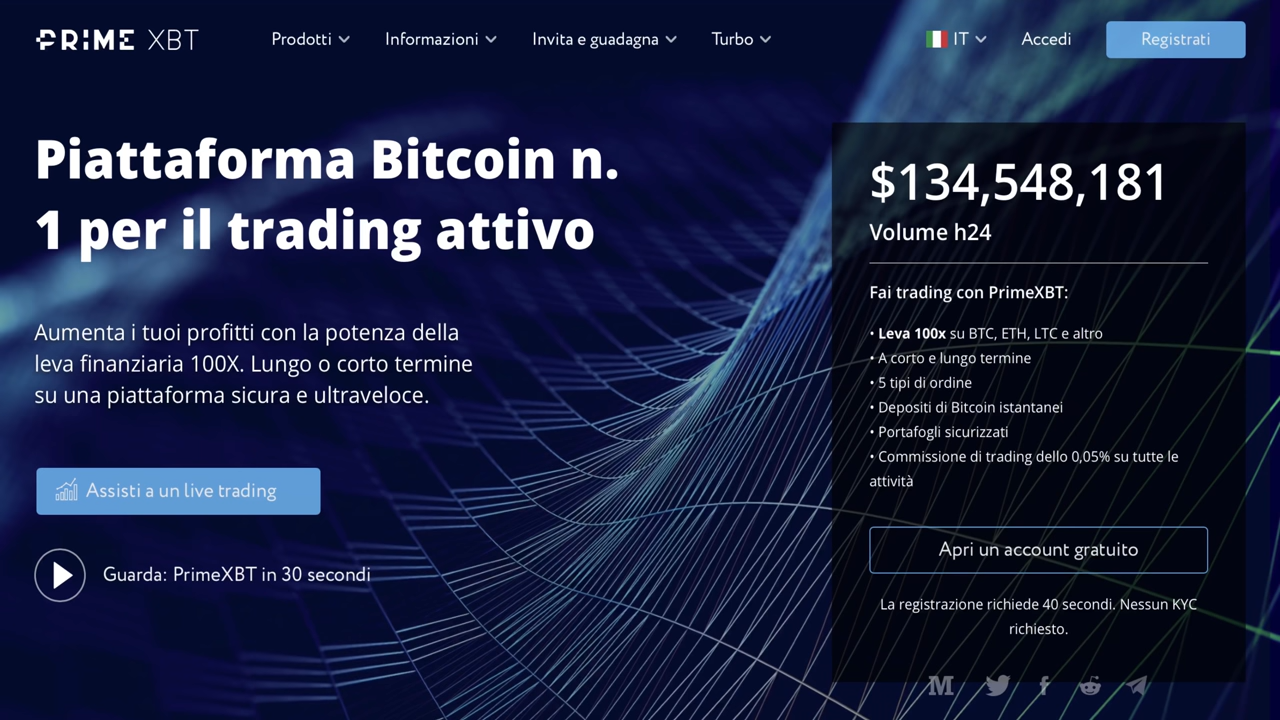 PRIME XBT
Prodotti
Informazioni
Invita e guadagna
Turbo
IT
Accedi
Registrati
Piattaforma Bitcoin n.
1 per il trading attivo
Aumenta i tuoi profitti con la potenza della
leva finanziaria 100X. Lungo o corto termine
su una piattaforma sicura e ultraveloce.
Assisti a un live trading
Guarda: PrimeXBT in 30 secondi
$134,548,181
Volume h24
Fai trading con PrimeXBT:
• Leva 100x su BTC, ETH, LTC e altro
• A corto e lungo termine
• 5 tipi di ordine
• Depositi di Bitcoin istantanei
• Portafogli sicurizzati
• Commissione di trading dello 0,05% su tutte le
attività
Apri un account gratuito
La registrazione richiede 40 secondi. Nessun KYC
richiesto.